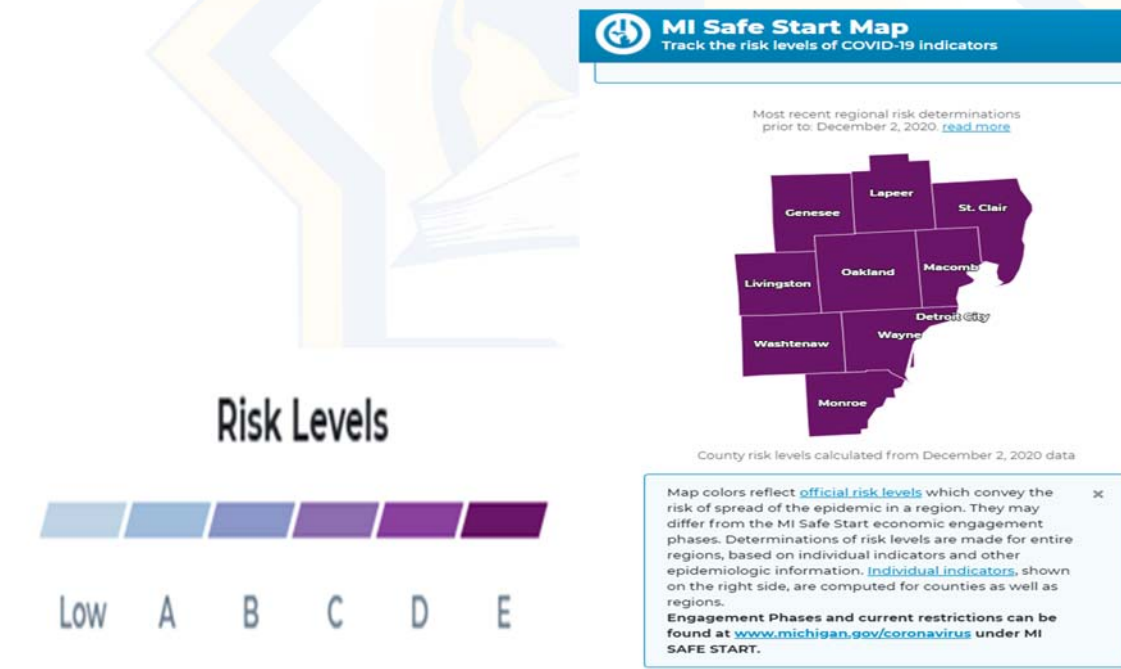 MI Safe Start Map
Track the risk levels of COVID-19 indicators
Most recent regional risk determinations
prior to: December 2, 2020. read more
Lapeer
Genesee
St. Clair
Oakland
Macomb
Livingston
Detroit City
Wayne
Washtenaw
Monroe
County risk levels calculated from December 2, 2020 data
Map colors reflect official risk levels which convey the
risk of spread of the epidemic in a region. They may
differ from the MI Safe Start economic engagement
phases. Determinations of risk levels are made for entire
regions, based on individual indicators and other
epidemiologic information. Individual indicators, shown
on the right side, are computed for counties as well as
regions.
Engagement Phases and current restrictions can be
found at www.michigan.gov/coronavirus under MI
SAFE START.
Risk Levels
Low A B C D E